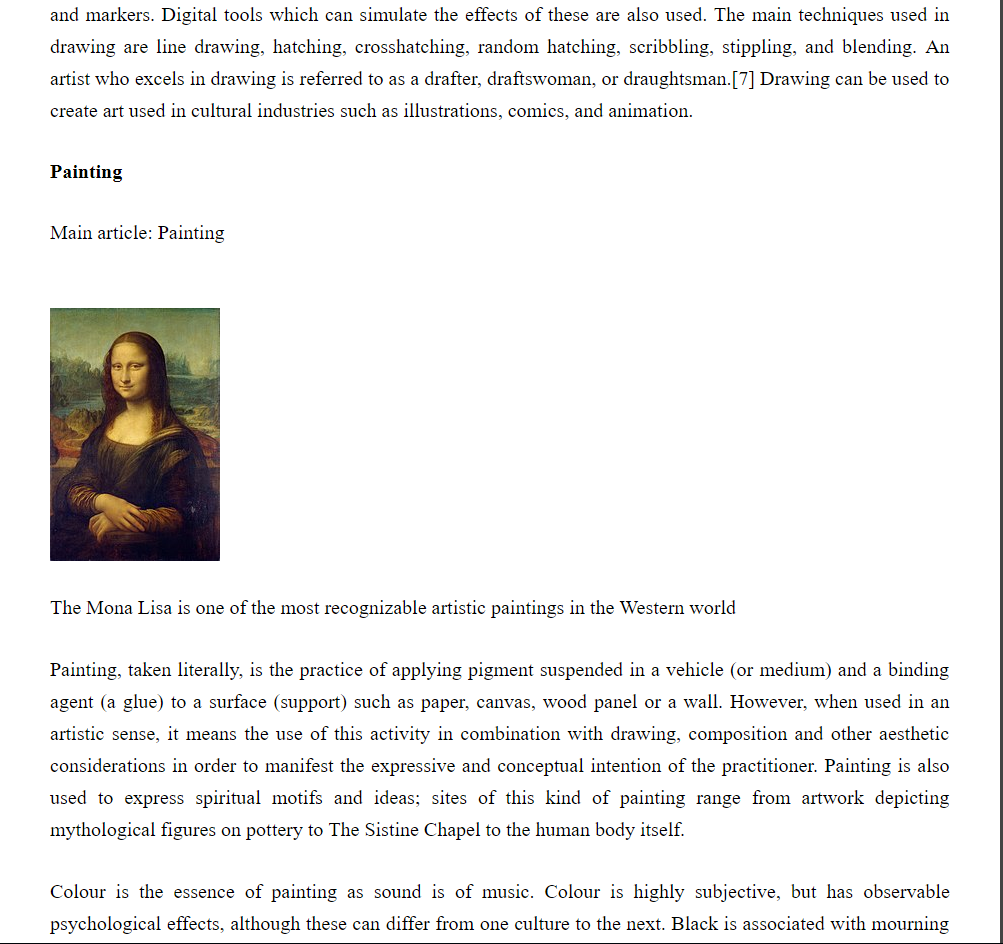 and markers. Digital tools which can simulate the effects of these are also used. The main techniques used in
drawing are line drawing, hatching, crosshatching, random hatching, scribbling, stippling, and blending. An
artist who excels in drawing is referred to as a drafter, draftswoman, or draughtsman.[7] Drawing can be used to
create art used in cultural industries such as illustrations, comics, and animation.
Painting
Main article: Painting
The Mona Lisa is one of the most recognizable artistic paintings in the Western world
Painting, taken literally, is the practice of applying pigment suspended in a vehicle (or medium) and a binding
agent (a glue) to a surface (support) such as paper, canvas, wood panel or a wall. However, when used in an
artistic sense, it means the use of this activity in combination with drawing, composition and other aesthetic
considerations in order to manifest the expressive and conceptual intention of the practitioner. Painting is also
used to express spiritual motifs and ideas; sites of this kind of painting range from artwork depicting
mythological figures on pottery to The Sistine Chapel to the human body itself.
Colour is the essence of painting as sound is of music. Colour is highly subjective, but has observable
psychological effects, although these can differ from one culture to the next. Black is associated with mourning